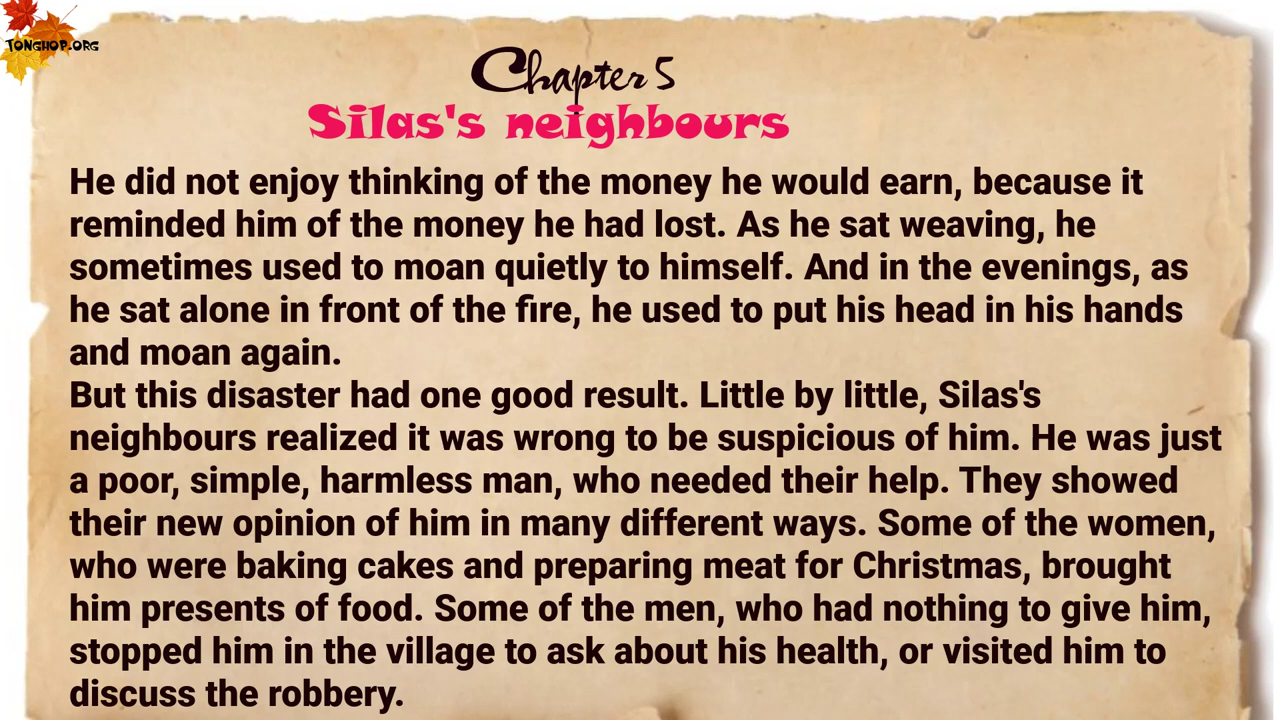 TONGHOP.ORG
Chapter 5
Silas's neighbours
He did not enjoy thinking of the money he would earn, because it
reminded him of the money he had lost. As he sat weaving, he
sometimes used to moan quietly to himself. And in the evenings, as
he sat alone in front of the fire, he used to put his head in his hands
and moan again.
But this disaster had one good result. Little by little, Silas's
neighbours realized it was wrong to be suspicious of him. He was just
a poor, simple, harmless man, who needed their help. They showed
their new opinion of him in many different ways. Some of the women,
who were baking cakes and preparing meat for Christmas, brought
him presents of food. Some of the men, who had nothing to give him,
stopped him in the village to ask about his health, or visited him to
discuss the robbery.